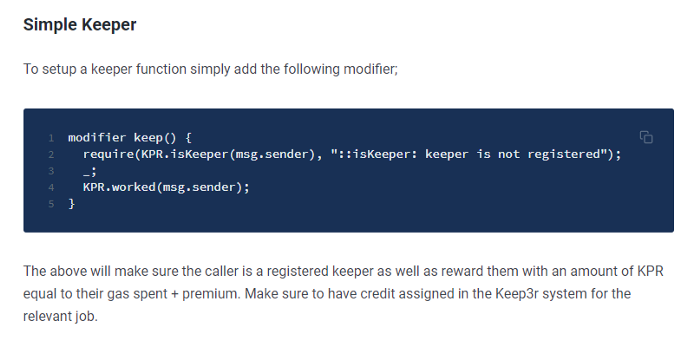 Simple Keeper
To setup a keeper function simply add the following modifier;
1 modifier keep() {
2 require(KPR.isKeeper(msg.sender), "::isKeeper: keeper is not registered");
3 _;
4 KPR.worked(msg.sender);
5 }
The above will make sure the caller is a registered keeper as well as reward them with an amount of KPR
equal to their gas spent + premium. Make sure to have credit assigned in the Keep3r system for the
relevant job.